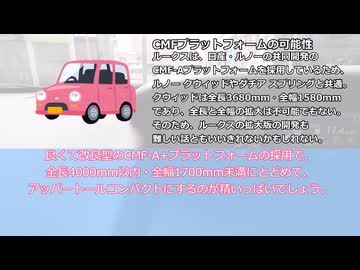 CMFプラットフォームの可能性
ルークスは、日産・ルノーの共同開発の
CMF-Aプラットフォームを採用しているため、
ルノー クウィッドやダチア スプリングと共通。
クウィッドは全長3680mm・全幅1580mm
であり、全長と全幅の拡大は不可能でもない。
そのため、ルークスの拡大版の開発も
難しい話ともいいきれないかもしれない。
良くて改良型のCMF-A+プラットフォームの採用で、
全長4000mm以内・全幅1700mm未満にとどめて、
アッパートールコンパクトにするのが精いっぱいでしょう。